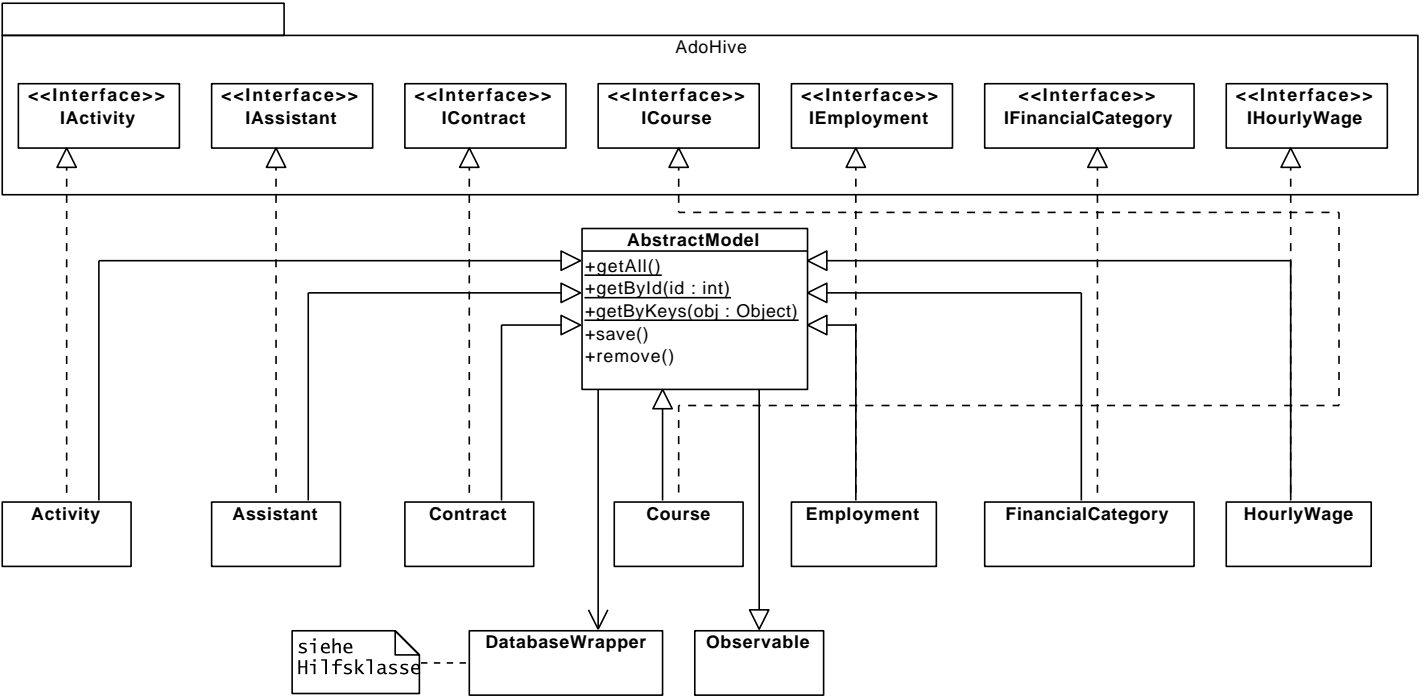 AdoHive
<<Interface>>
IActivity
<<Interface>>
IAssistant
<<Interface>>
IContract
<<Interface>>
ICourse
<<Interface>>
IEmployment
<<Interface>>
IFinancialCategory
<<Interface>>
IHourlyWage
AbstractModel
+getAll()
+getById(id : int)
+getByKeys(obj : Object)
+save()
+remove()
Activity
Assistant
Contract
Course
Employment
FinancialCategory
HourlyWage
siehe
Hilfsklasse
DatabaseWrapper
Observable